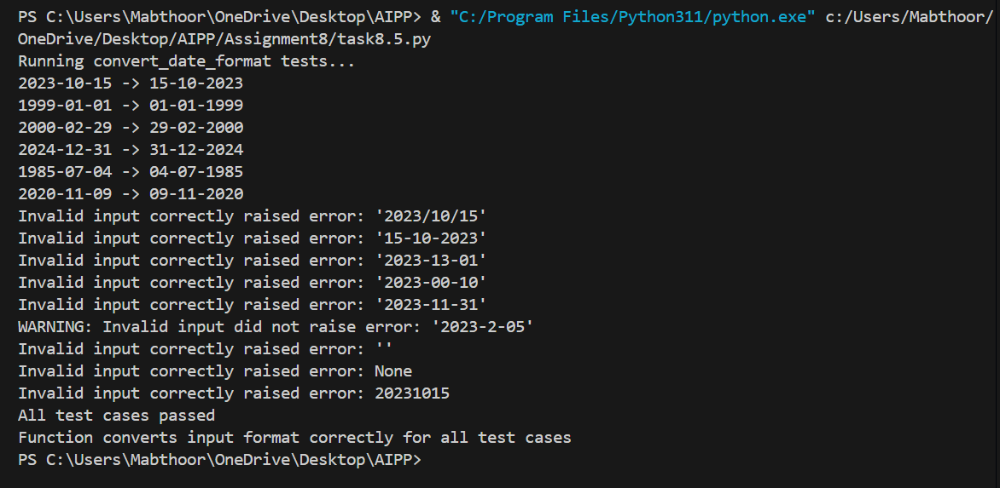 PS C:\Users\Mabthoor\OneDrive\Desktop\AIPP> & "C:/Program Files/Python311/python.exe" c:/Users/Mabthoor/
OneDrive/Desktop/AIPP/Assignment8/task8.5.py
Running convert_date_format tests...
2023-10-15 -> 15-10-2023
1999-01-01 -> 01-01-1999
2000-02-29 -> 29-02-2000
2024-12-31 -> 31-12-2024
1985-07-04 -> 04-07-1985
2020-11-09 -> 09-11-2020
Invalid input correctly raised error: '2023/10/15'
Invalid input correctly raised error: '15-10-2023'
Invalid input correctly raised error: '2023-13-01'
Invalid input correctly raised error: '2023-00-10'
Invalid input correctly raised error: '2023-11-31'
WARNING: Invalid input did not raise error: '2023-2-05'
Invalid input correctly raised error: ''
Invalid input correctly raised error: None
Invalid input correctly raised error: 20231015
All test cases passed
Function converts input format correctly for all test cases
PS C:\Users\Mabthoor\OneDrive\Desktop\AIPP>